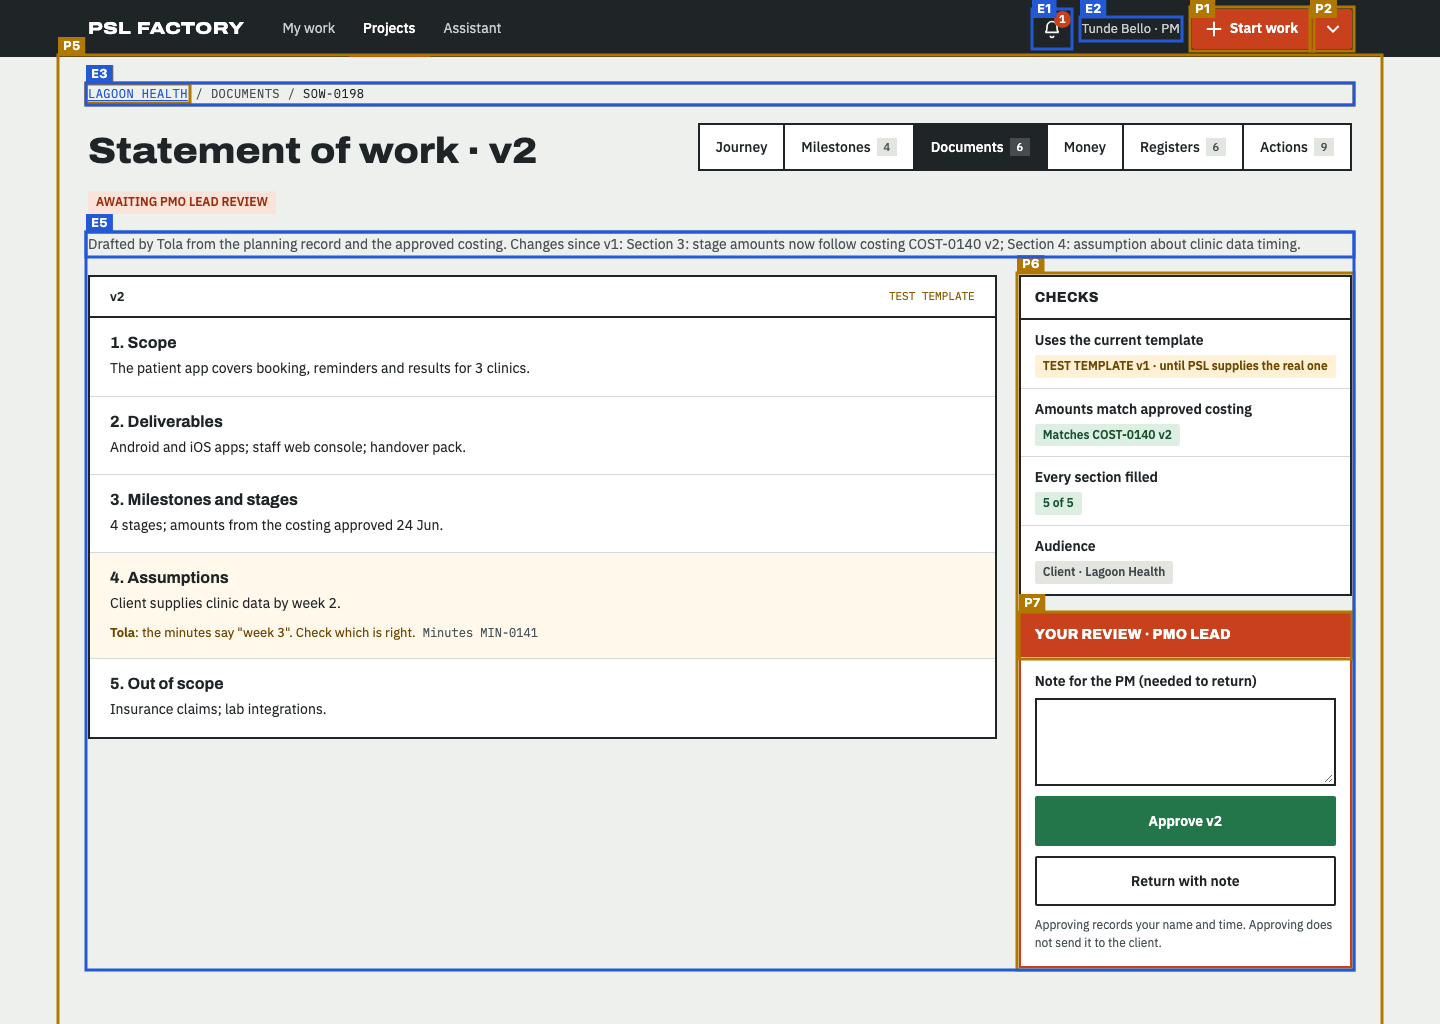 PSL FACTORY
My work
Projects
Assistant
E1
1
E2
Tunde Bello · PM
P1
Start work
P2
P5
E3
LAGOON HEALTH / DOCUMENTS / SOW-0198
Statement of work · v2
Journey
Milestones 4
Documents 6
Money
Registers 6
Actions 9
AWAITING PMO LEAD REVIEW
E5
Drafted by Tola from the planning record and the approved costing. Changes since v1: Section 3: stage amounts now follow costing COST-0140 v2; Section 4: assumption about clinic data timing.
v2
TEST TEMPLATE
1. Scope
The patient app covers booking, reminders and results for 3 clinics.
2. Deliverables
Android and iOS apps; staff web console; handover pack.
3. Milestones and stages
4 stages; amounts from the costing approved 24 Jun.
4. Assumptions
Client supplies clinic data by week 2.
Tola: the minutes say "week 3". Check which is right. Minutes MIN-0141
5. Out of scope
Insurance claims; lab integrations.
P6
CHECKS
Uses the current template
TEST TEMPLATE v1 · until PSL supplies the real one
Amounts match approved costing
Matches COST-0140 v2
Every section filled
5 of 5
Audience
Client · Lagoon Health
P7
YOUR REVIEW · PMO LEAD
Note for the PM (needed to return)
Approve v2
Return with note
Approving records your name and time. Approving does
not send it to the client.